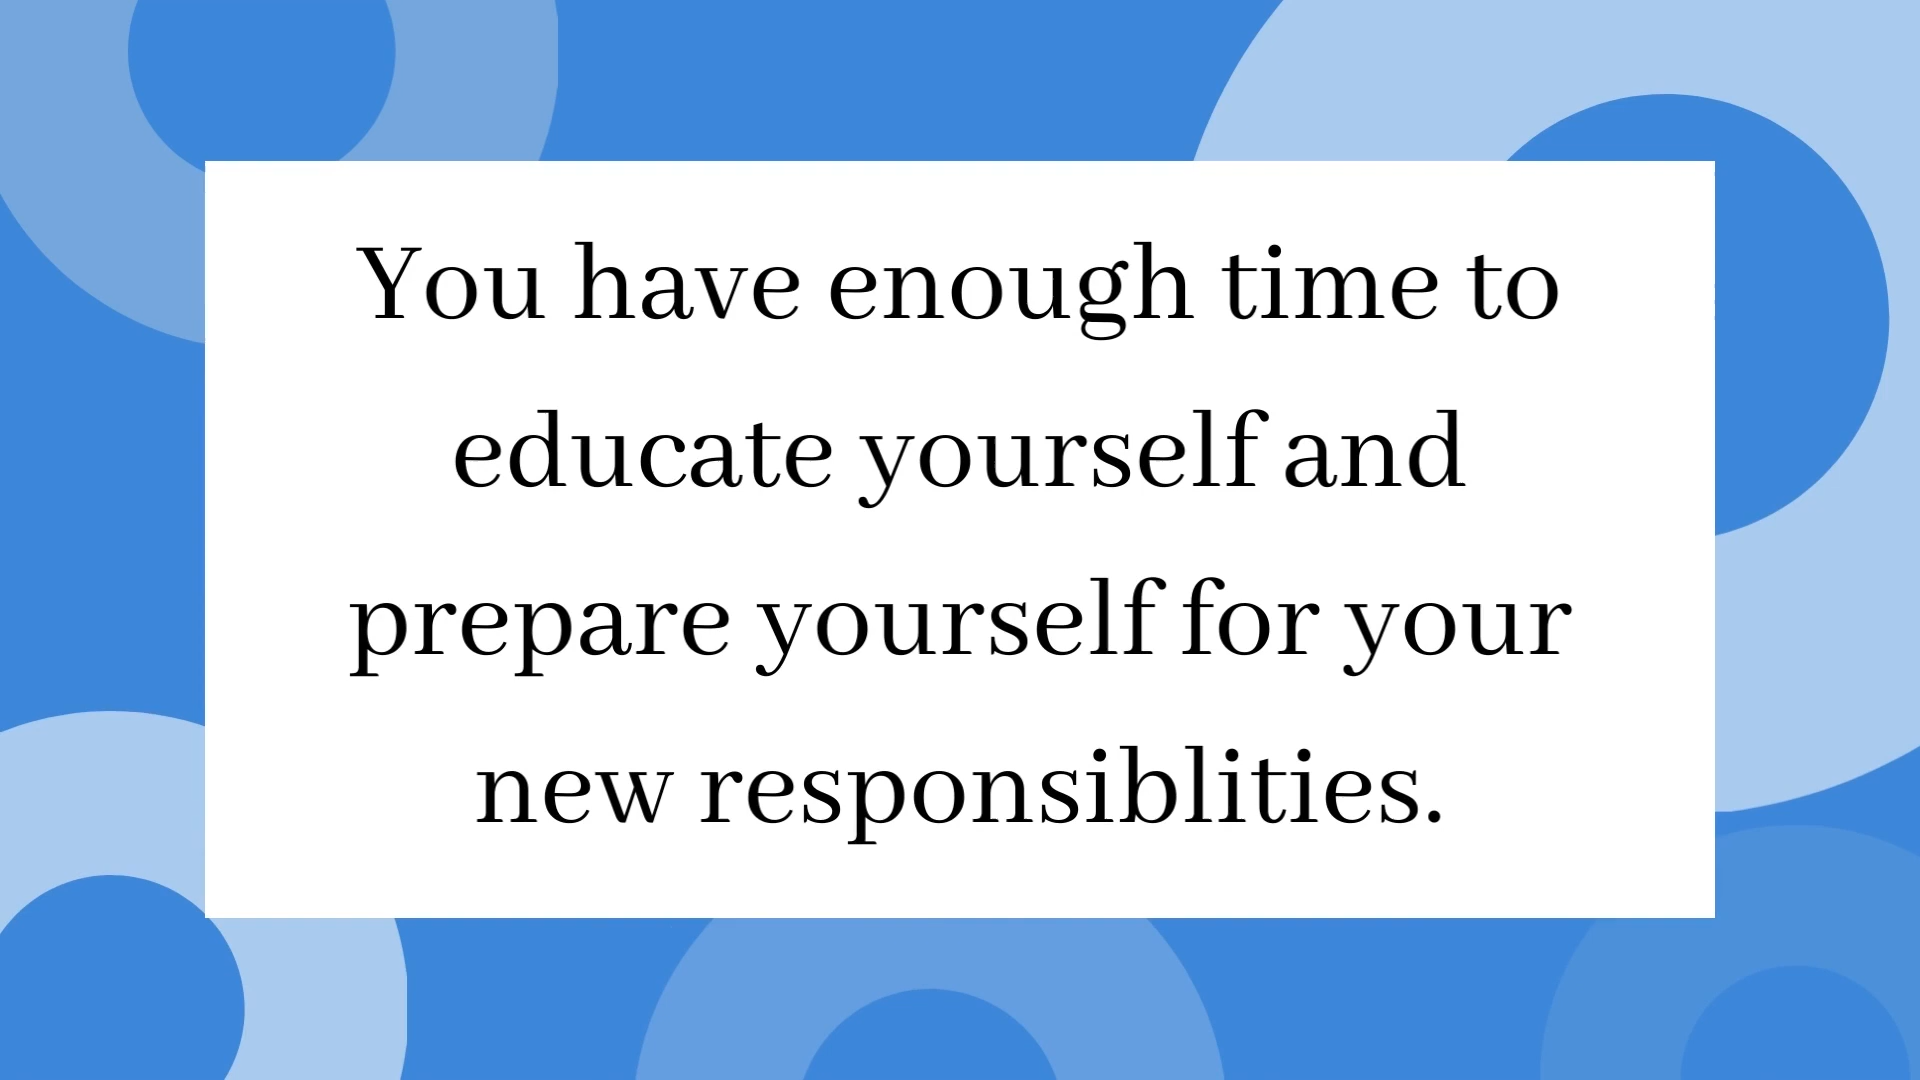 You have enough time to
educate yourself and
prepare yourself for your
new responsiblities.